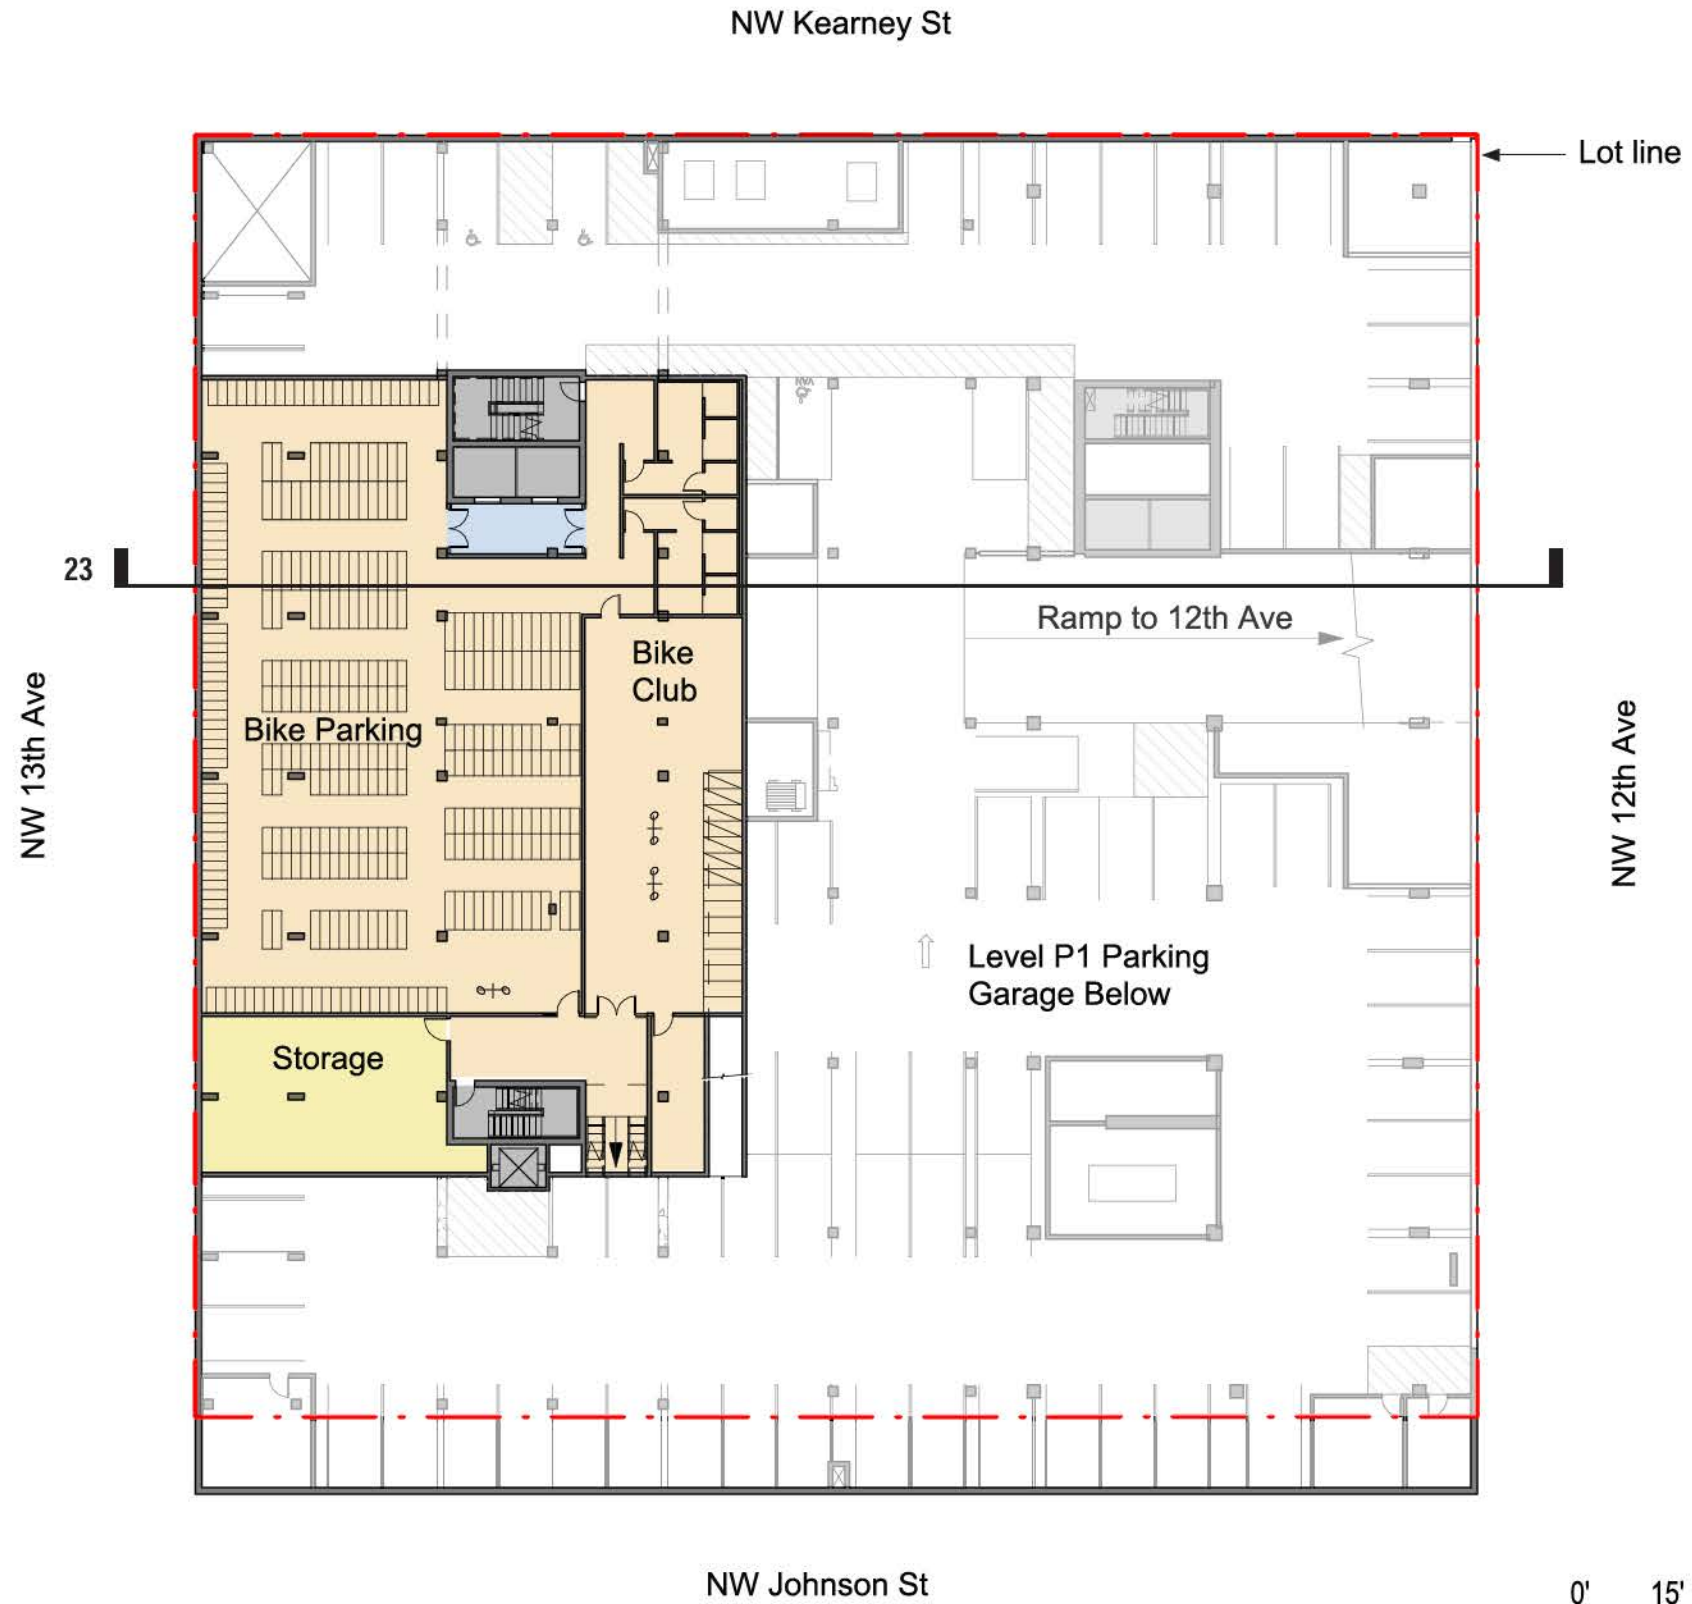 NW Kearney St
Lot line
23
Ramp to 12th Ave
Bike
Club
NW 13th Ave
Bike Parking
NW 12th Ave
Level P1 Parking
Garage Below
Storage
VAN
NW Johnson St
0' 15'